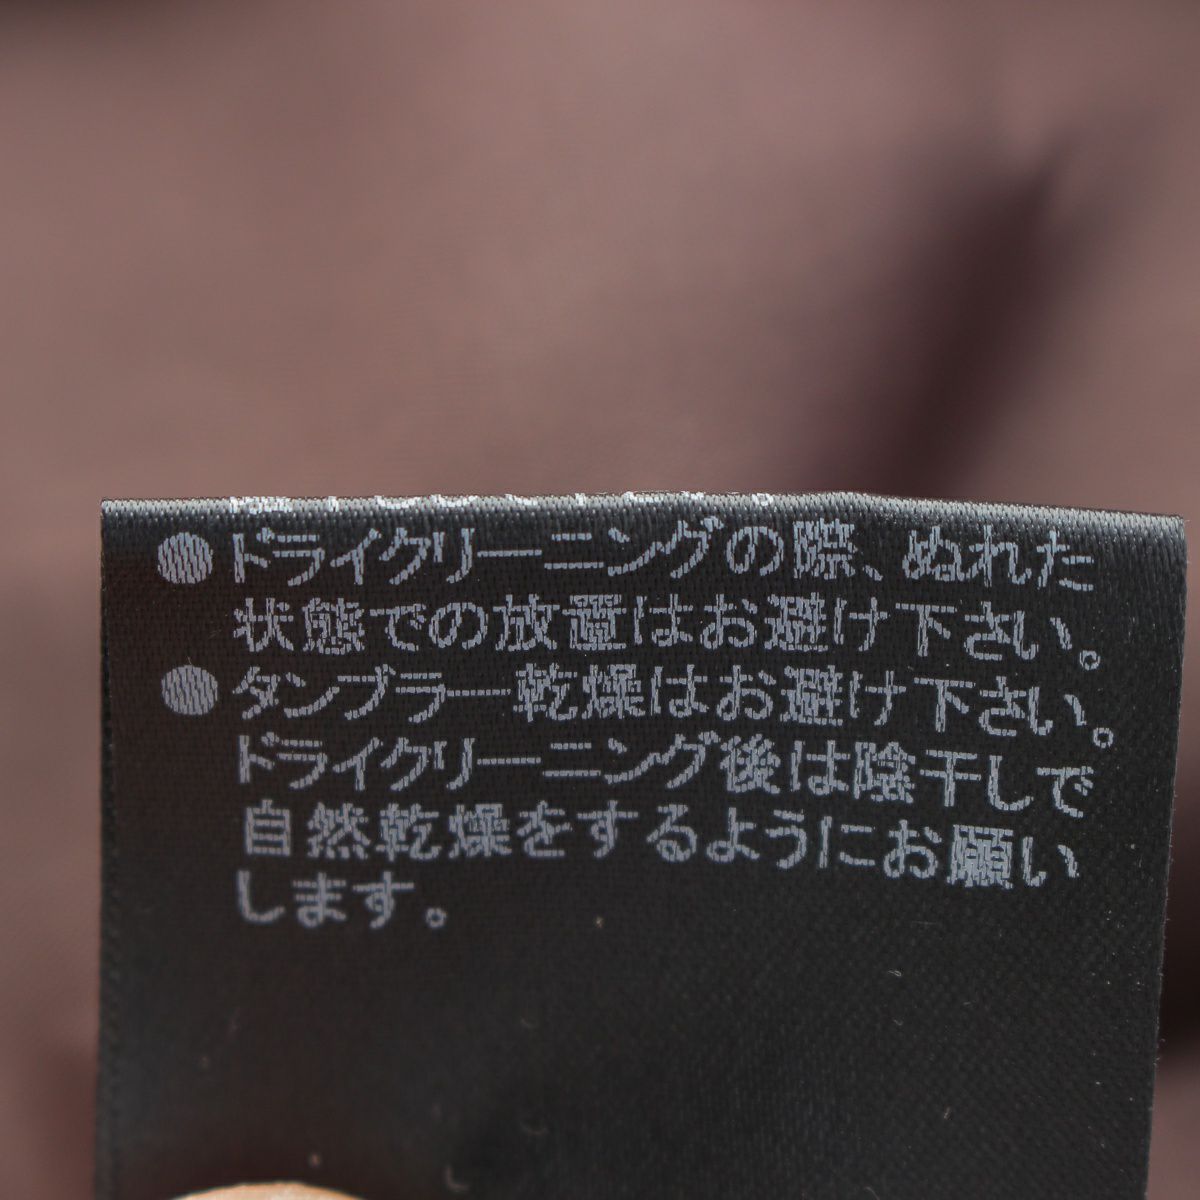 ●ドライクリーニングの際、ぬれた
状態での放置はお避け下さい。
●タンブラー乾燥はお避け下さい。
ドライクリーニング後は陰干しで
自然乾燥をするようにお願い
します。